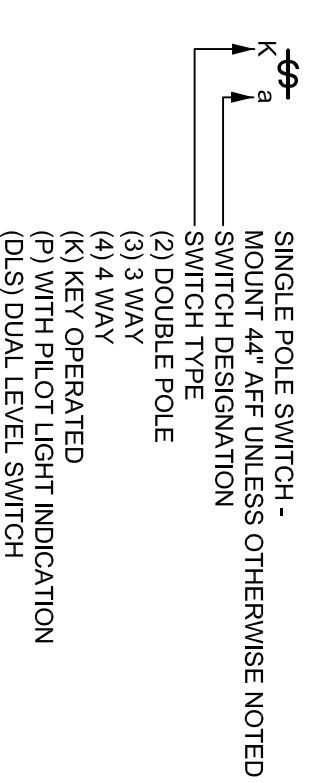 $
K a
SINGLE POLE SWITCH -
MOUNT 44" AFF UNLESS OTHERWISE NOTED
SWITCH DESIGNATION
SWITCH TYPE
(2) DOUBLE POLE
(3) 3 WAY
(4) 4 WAY
(K) KEY OPERATED
(P) WITH PILOT LIGHT INDICATION
(DLS) DUAL LEVEL SWITCH